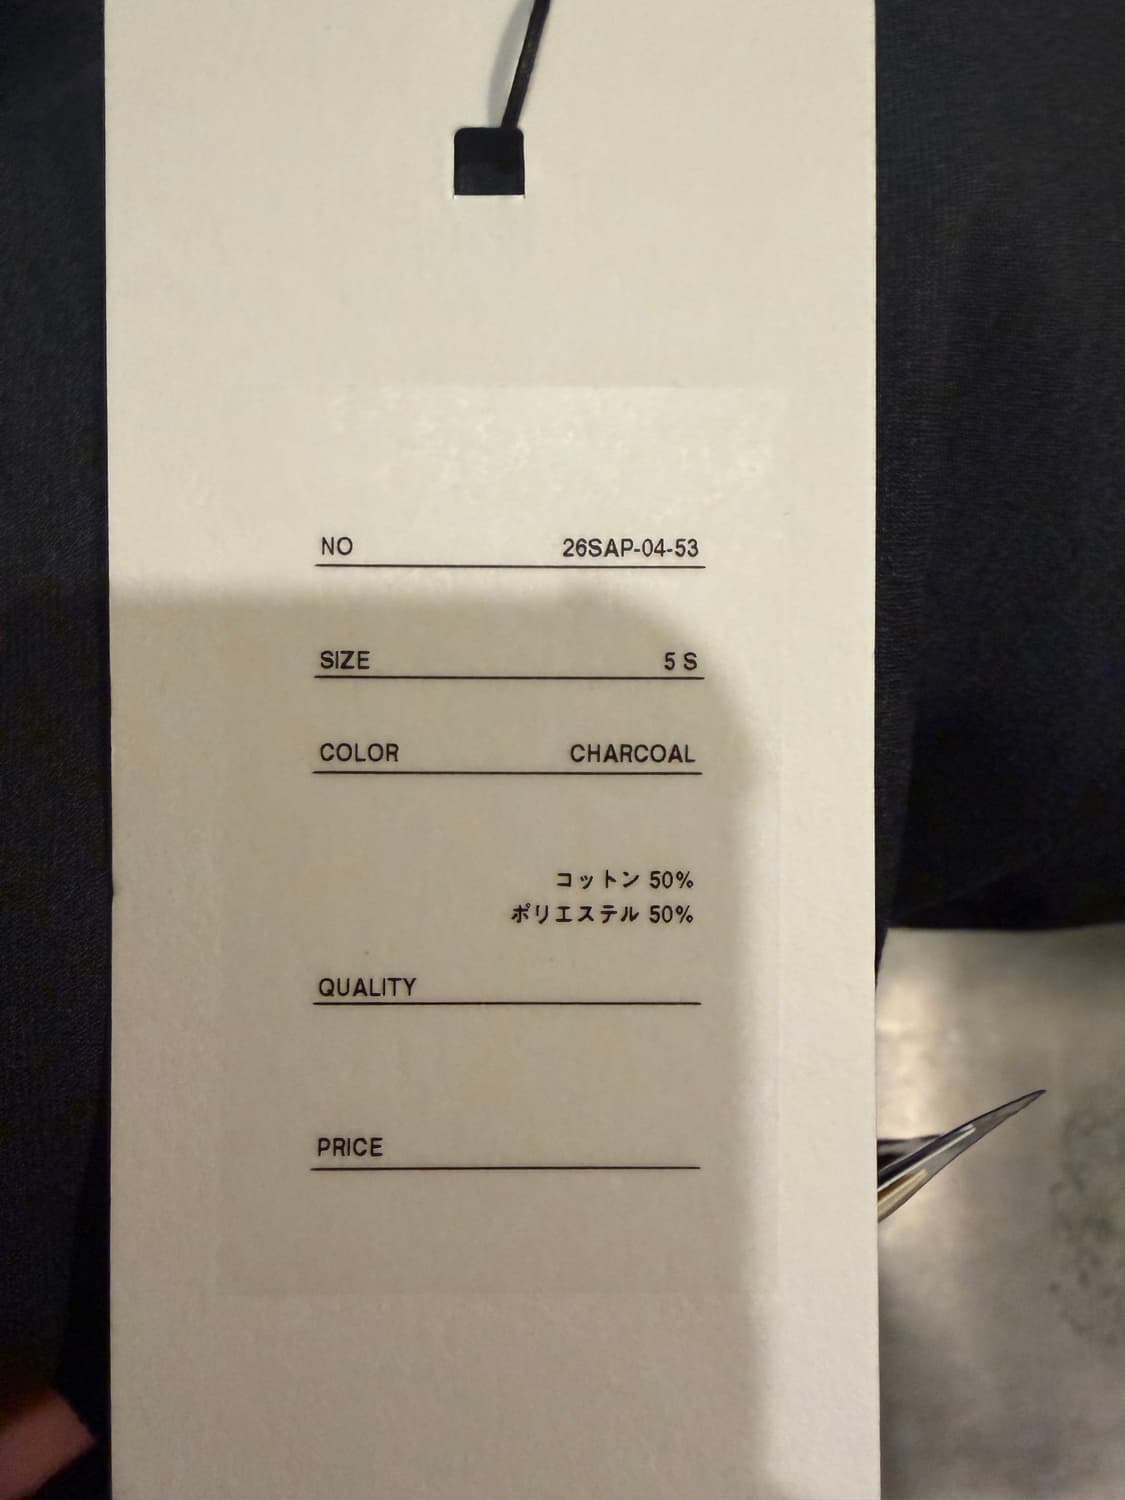 NO 26SAP-04-53
SIZE 5 S
COLOR CHARCOAL
コットン 50%
ポリエステル 50%
QUALITY
PRICE